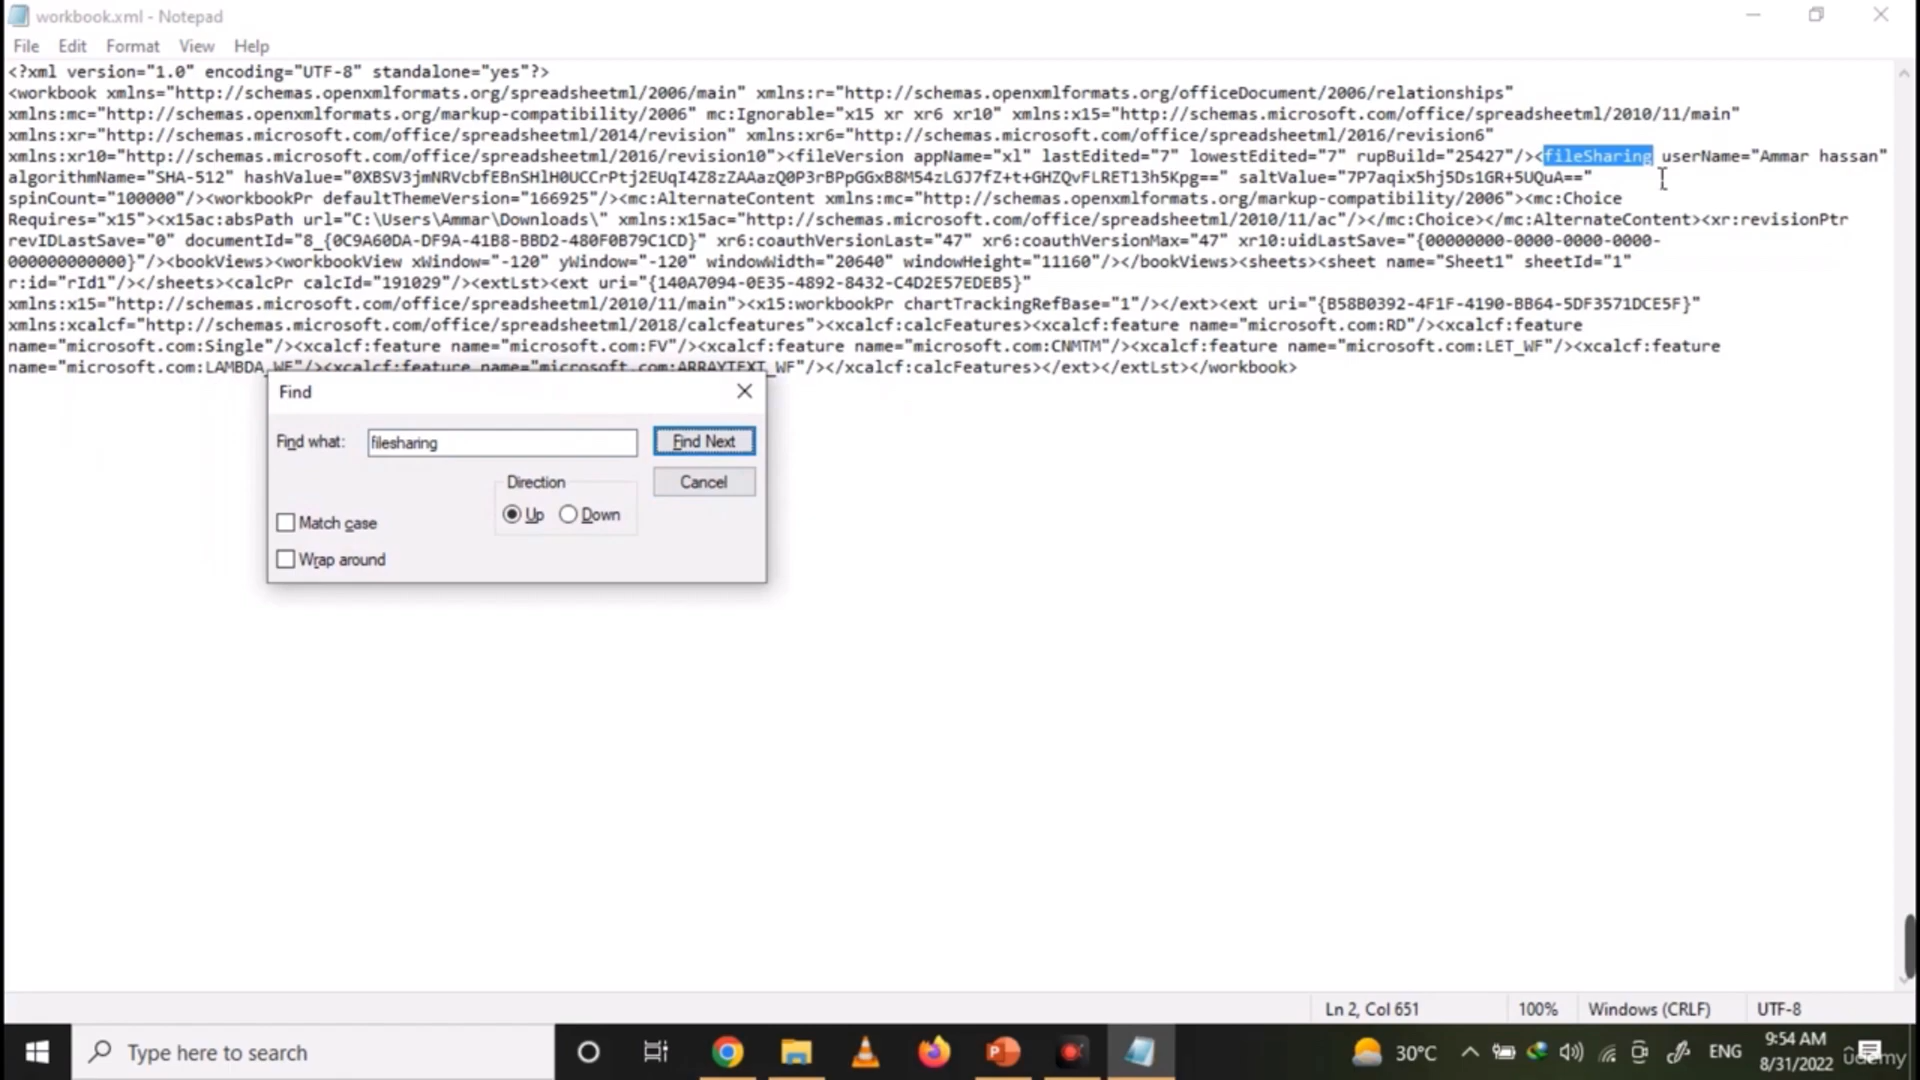 workbook.xml - Notepad
File Edit Format View Help
<?xml version="1.0" encoding="UTF-8" standalone="yes"?>
<workbook xmlns="http://schemas.openxmlformats.org/spreadsheetml/2006/main" xmlns:r="http://schemas.openxmlformats.org/officeDocument/2006/relationships"
xmlns:mc="http://schemas.openxmlformats.org/markup-compatibility/2006" mc:Ignorable="x15 xr xr6 xr10" xmlns:x15="http://schemas.microsoft.com/office/spreadsheetml/2010/11/main"
xmlns:xr="http://schemas.microsoft.com/office/spreadsheetml/2014/revision" xmlns:xr6="http://schemas.microsoft.com/office/spreadsheetml/2016/revision6"
xmlns:xr10="http://schemas.microsoft.com/office/spreadsheetml/2016/revision10"><fileVersion appName="xl" lastEdited="7" lowestEdited="7" rupBuild="25427"/><fileSharing userName="Ammar hassan"
algorithmName="SHA-512" hashValue="0XBSV3jmNRVcbfEBnSHlH0UCCrPtj2EUqI4Z8zZAAazQ0P3rBPpGGxB8M54zLGJ7fZ+t+GHZQvFLRET13h5Kpg==" saltValue="7P7aqix5hj5Ds1GR+5UQuA=="
spinCount="100000"/><workbookPr defaultThemeVersion="166925"/><mc:AlternateContent xmlns:mc="http://schemas.openxmlformats.org/markup-compatibility/2006"><mc:Choice
Requires="x15"><x15ac:absPath url="C:\Users\Ammar\Downloads\" xmlns:x15ac="http://schemas.microsoft.com/office/spreadsheetml/2010/11/ac"/></mc:Choice></mc:AlternateContent><xr:revisionPtr
revIDLastSave="0" documentId="8_{0C9A60DA-DF9A-41B8-BBD2-480F0B79C1CD}" xr6:coauthVersionLast="47" xr6:coauthVersionMax="47" xr10:uidLastSave="{00000000-0000-0000-0000-
000000000000}"/><bookViews><workbookView xWindow="-120" yWindow="-120" windowWidth="20640" windowHeight="11160"/></bookViews><sheets><sheet name="Sheet1" sheetId="1"
r:id="rId1"/></sheets><calcPr calcId="191029"/><extLst><ext uri="{140A7094-0E35-4892-8432-C4D2E57EDEB5}"
xmlns:x15="http://schemas.microsoft.com/office/spreadsheetml/2010/11/main"><x15:workbookPr chartTrackingRefBase="1"/></ext><ext uri="{B58B0392-4F1F-4190-BB64-5DF3571DCE5F}"
xmlns:xcalcf="http://schemas.microsoft.com/office/spreadsheetml/2018/calcfeatures"><xcalcf:calcFeatures><xcalcf:feature name="microsoft.com:RD"/><xcalcf:feature
name="microsoft.com:Single"/><xcalcf:feature name="microsoft.com:FV"/><xcalcf:feature name="microsoft.com:CNMTM"/><xcalcf:feature name="microsoft.com:LET_WF"/><xcalcf:feature
name="microsoft.com:LAMBDA_WF"/><xcalcf:feature name="microsoft.com:ARRAYTEXT_WF"/></xcalcf:calcFeatures></ext></extLst></workbook>
Find
Find what: filesharing Find Next
Direction Cancel
Up Down
Match case
Wrap around
Ln 2, Col 651 100% Windows (CRLF) UTF-8
Type here to search 30°C ENG 9:54 AM
8/31/2022
udemy